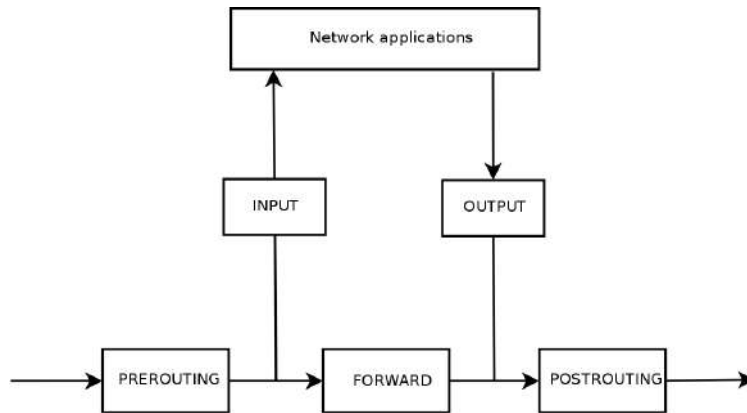 Network applications
INPUT
OUTPUT
PREROUTING
FORWARD
POSTROUTING